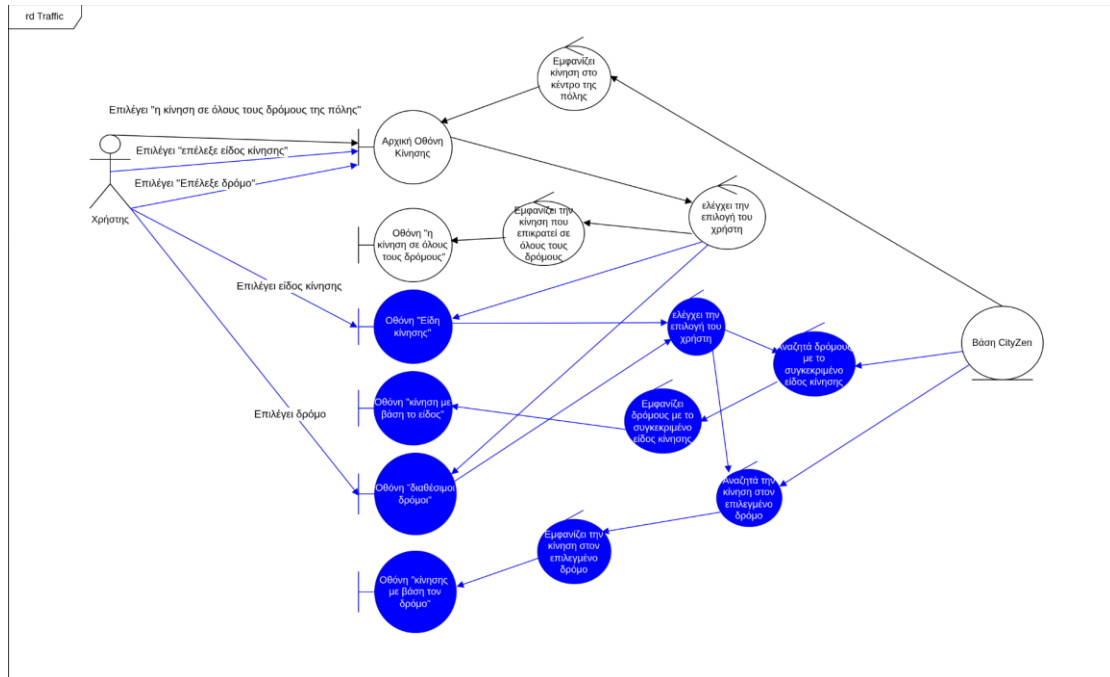 rd Traffic
Εμφανίζει
κίνηση στο
κέντρο της
πόλης
Επιλέγει "η κίνηση σε όλους τους δρόμους της πόλης"
Αρχική Οθόνη
Κίνησης
Επιλέγει "επέλεξε είδος κίνησης"
Επιλέγει "Επέλεξε δρόμο"
Χρήστης
ελέγχει την
επιλογή του
χρήστη
Εμφανίζει την
κίνηση που
επικρατεί σε
όλους τους
δρόμους
Οθόνη "η
κίνηση σε όλους
τους δρόμους"
Επιλέγει είδος κίνησης
Οθόνη "Είδη
κίνησης"
ελέγχει την
επιλογή του
χρήστη
Αναζητά δρόμους
με το
συγκεκριμένο
είδος κίνησης
Βάση CityZen
Οθόνη "κίνηση με
βάση το είδος"
Εμφανίζει
δρόμους με το
συγκεκριμένο
είδος κίνησης
Επιλέγει δρόμο
Οθόνη "διαθέσιμοι
δρόμοι"
Αναζητά την
κίνηση στον
επιλεγμένο
δρόμο
Εμφανίζει την
κίνηση στον
επιλεγμένο
δρόμο
Οθόνη "κίνησης
με βάση τον
δρόμο"